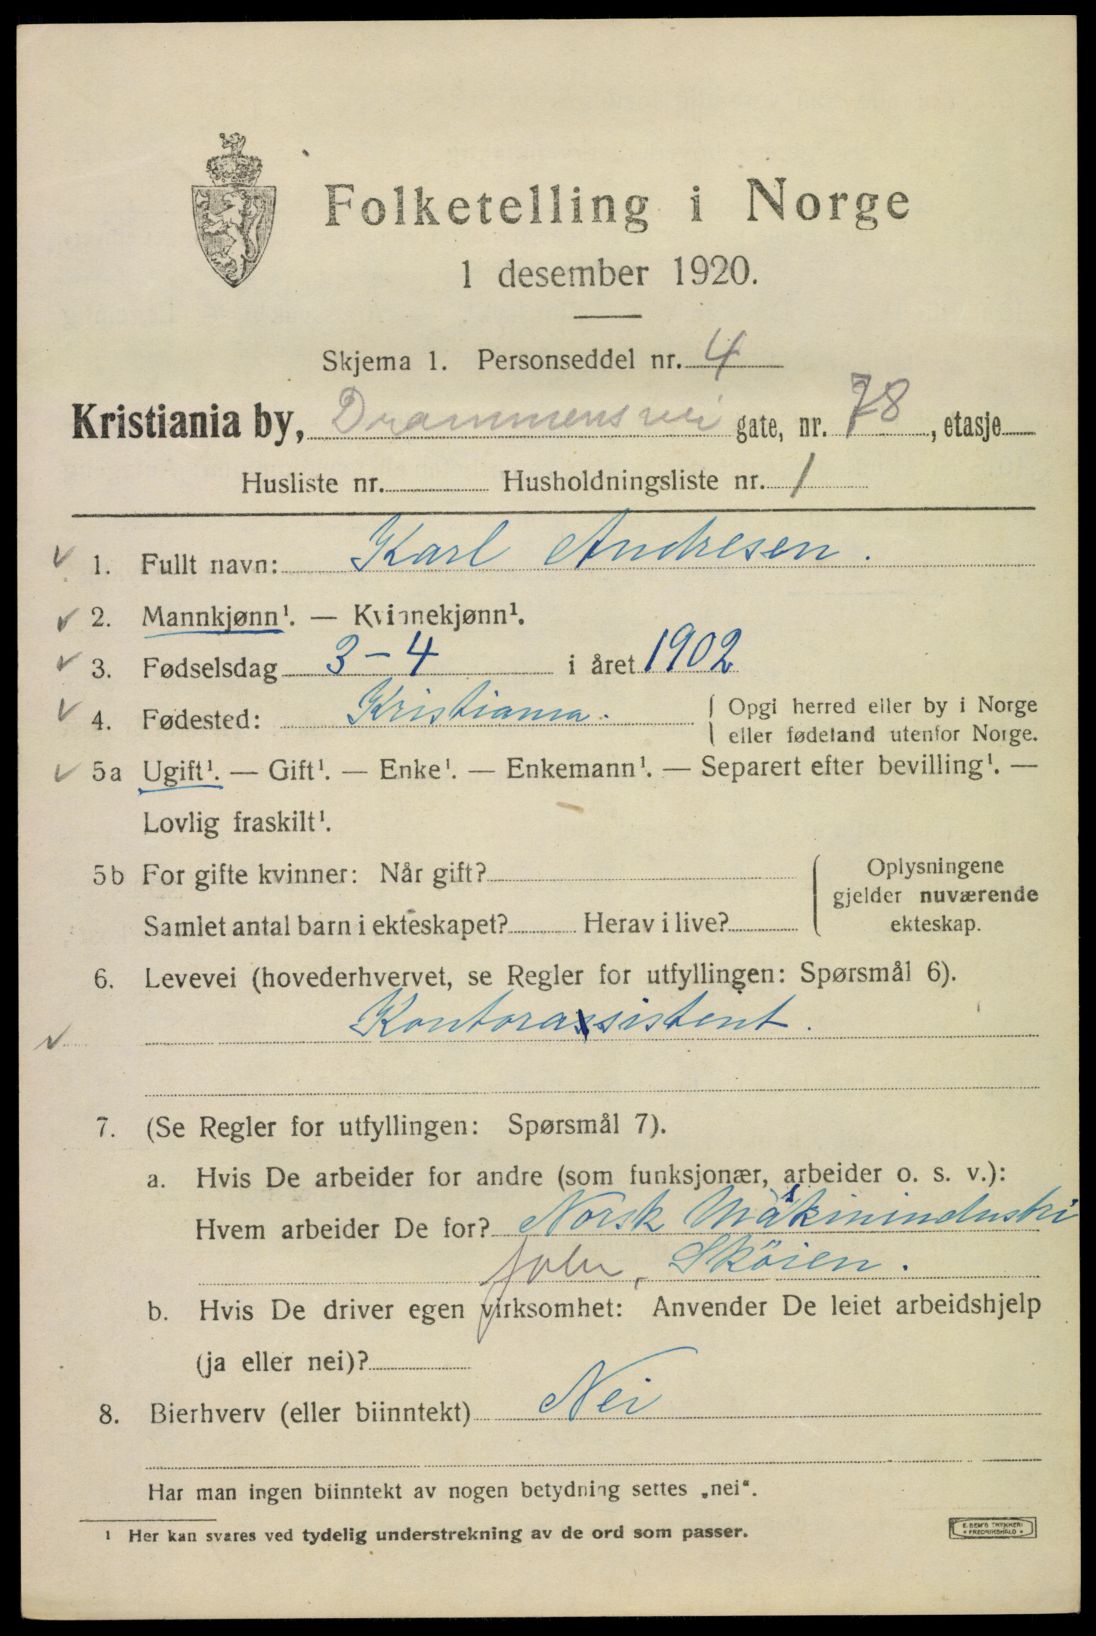 Folketelling i Norge
1 desember 1920.
Skjema 1. Personseddel nr. 4
Kristiania by, Drammensvei gate, nr. 78, etasje
Husliste nr. Husholdningsliste nr. 1
1. Fullt navn: Karl Andresen.
2. Mannkjønn¹. — Kvinnekjønn¹.
3. Fødselsdag 3-4 i året 1902
4. Fødested: Kristiania. Opgi herred eller by i Norge
eller fødeland utenfor Norge.
5a Ugift¹. — Gift¹. — Enke¹. — Enkemann¹. — Separert efter bevilling¹. —
Lovlig fraskilt¹.
5b For gifte kvinner: Når gift? Oplysningene
gjelder nuværende
Samlet antal barn i ekteskapet? Herav i live? ekteskap.
6. Levevei (hovederhvervet, se Regler for utfyllingen: Spørsmål 6).
Kontorassistent.
7. (Se Regler for utfyllingen: Spørsmål 7).
a. Hvis De arbeider for andre (som funksjonær, arbeider o. s. v.):
Hvem arbeider De for? Norsk Maskinindustri
Skøien.
b. Hvis De driver egen virksomhet: Anvender De leiet arbeidshjelp
(ja eller nei)?
8. Bierhverv (eller biinntekt) Nei
Har man ingen biinntekt av nogen betydning settes „nei“.
¹ Her kan svares ved tydelig understrekning av de ord som passer.
E. SEM'S TRYKKERI
FREDRIKSHALD